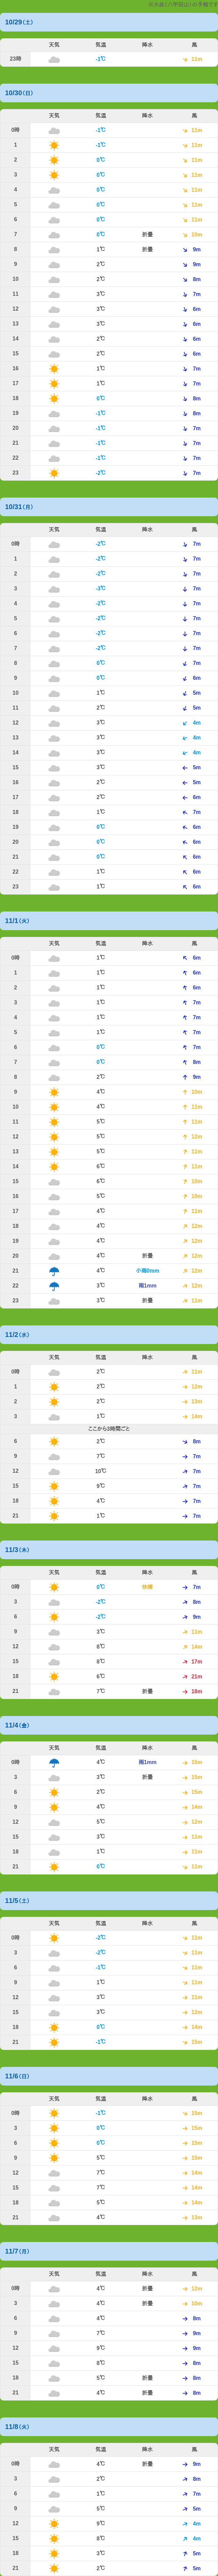 ※大岳(八甲田山)の予報です
10/29(土)
天気 気温 降水 風
23時 -1℃ 11m
10/30(日)
天気 気温 降水 風
0時 -1℃ 11m
1 -1℃ 11m
2 0℃ 11m
3 0℃ 11m
4 0℃ 11m
5 0℃ 11m
6 0℃ 11m
7 0℃ 折畳 10m
8 1℃ 折畳 9m
9 2℃ 9m
10 2℃ 8m
11 3℃ 7m
12 3℃ 6m
13 3℃ 6m
14 2℃ 6m
15 2℃ 6m
16 1℃ 7m
17 1℃ 7m
18 0℃ 8m
19 -1℃ 8m
20 -1℃ 7m
21 -1℃ 7m
22 -1℃ 7m
23 -2℃ 7m
10/31(月)
天気 気温 降水 風
0時 -2℃ 7m
1 -2℃ 7m
2 -2℃ 7m
3 -3℃ 7m
4 -2℃ 7m
5 -2℃ 7m
6 -2℃ 7m
7 -2℃ 7m
8 0℃ 7m
9 0℃ 6m
10 1℃ 5m
11 2℃ 5m
12 3℃ 4m
13 3℃ 4m
14 3℃ 4m
15 3℃ 5m
16 2℃ 5m
17 2℃ 6m
18 1℃ 7m
19 0℃ 6m
20 0℃ 6m
21 0℃ 6m
22 1℃ 6m
23 1℃ 6m
11/1(火)
天気 気温 降水 風
0時 1℃ 6m
1 1℃ 6m
2 1℃ 6m
3 1℃ 7m
4 1℃ 7m
5 1℃ 7m
6 0℃ 7m
7 0℃ 8m
8 2℃ 9m
9 4℃ 10m
10 4℃ 11m
11 5℃ 11m
12 5℃ 12m
13 5℃ 11m
14 6℃ 11m
15 6℃ 10m
16 5℃ 10m
17 4℃ 11m
18 4℃ 12m
19 4℃ 12m
20 4℃ 折畳 12m
21 4℃ 小雨0mm 12m
22 3℃ 雨1mm 12m
23 3℃ 折畳 11m
11/2(水)
天気 気温 降水 風
0時 2℃ 11m
1 2℃ 12m
2 2℃ 13m
3 1℃ 14m
ここから3時間ごと
6 2℃ 8m
9 7℃ 7m
12 10℃ 7m
15 9℃ 7m
18 4℃ 7m
21 1℃ 7m
11/3(木)
天気 気温 降水 風
0時 0℃ 快晴 7m
3 -2℃ 8m
6 -2℃ 9m
9 3℃ 11m
12 8℃ 14m
15 8℃ 17m
18 6℃ 21m
21 7℃ 折畳 18m
11/4(金)
天気 気温 降水 風
0時 4℃ 雨1mm 15m
3 3℃ 折畳 15m
6 2℃ 15m
9 4℃ 14m
12 5℃ 12m
15 3℃ 11m
18 1℃ 11m
21 0℃ 11m
11/5(土)
天気 気温 降水 風
0時 -2℃ 11m
3 -2℃ 11m
6 -1℃ 11m
9 1℃ 11m
12 3℃ 11m
15 3℃ 12m
18 0℃ 14m
21 -1℃ 15m
11/6(日)
天気 気温 降水 風
0時 -1℃ 15m
3 0℃ 15m
6 0℃ 15m
9 5℃ 15m
12 7℃ 14m
15 7℃ 14m
18 5℃ 14m
21 4℃ 13m
11/7(月)
天気 気温 降水 風
0時 4℃ 折畳 12m
3 4℃ 折畳 10m
6 4℃ 8m
9 7℃ 9m
12 9℃ 9m
15 8℃ 8m
18 5℃ 折畳 8m
21 4℃ 折畳 8m
11/8(火)
天気 気温 降水 風
0時 4℃ 折畳 9m
3 2℃ 8m
6 1℃ 7m
9 5℃ 5m
12 9℃ 4m
15 8℃ 4m
18 3℃ 5m
21 2℃ 5m